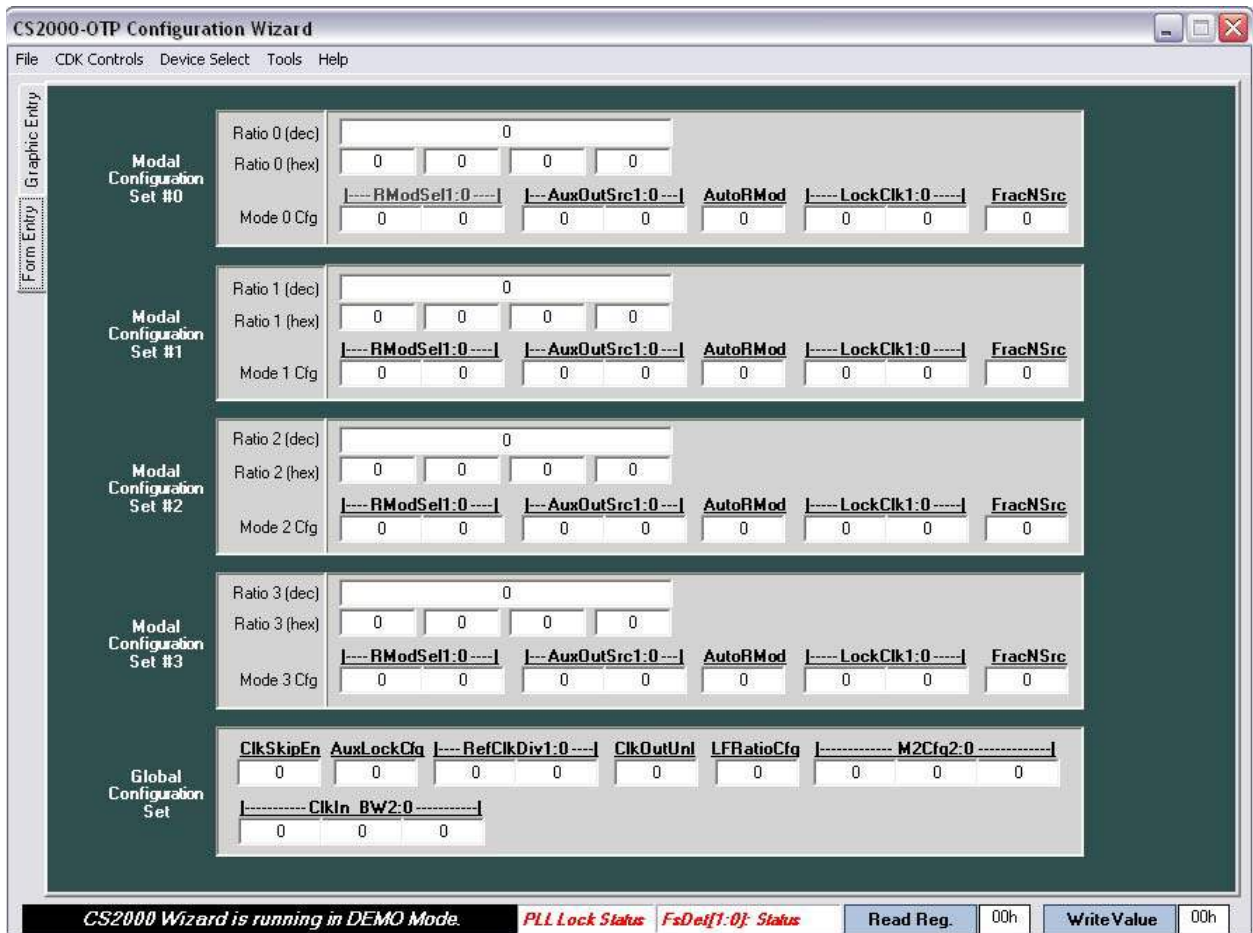 CS2000-OTP Configuration Wizard
File CDK Controls Device Select Tools Help
Graphic Entry
Form Entry
Modal
Configuration
Set #0
Ratio 0 (dec) 0
Ratio 0 (hex) 0 0 0 0
|----RModSel1:0----| |---AuxOutSrc1:0---| AutoRMod |-----LockClk1:0-----| FracNSrc
Mode 0 Cfg 0 0 0 0 0 0 0 0
Modal
Configuration
Set #1
Ratio 1 (dec) 0
Ratio 1 (hex) 0 0 0 0
|----RModSel1:0----| |---AuxOutSrc1:0---| AutoRMod |-----LockClk1:0-----| FracNSrc
Mode 1 Cfg 0 0 0 0 0 0 0 0
Modal
Configuration
Set #2
Ratio 2 (dec) 0
Ratio 2 (hex) 0 0 0 0
|----RModSel1:0----| |---AuxOutSrc1:0---| AutoRMod |-----LockClk1:0-----| FracNSrc
Mode 2 Cfg 0 0 0 0 0 0 0 0
Modal
Configuration
Set #3
Ratio 3 (dec) 0
Ratio 3 (hex) 0 0 0 0
|----RModSel1:0----| |---AuxOutSrc1:0---| AutoRMod |-----LockClk1:0-----| FracNSrc
Mode 3 Cfg 0 0 0 0 0 0 0 0
Global
Configuration
Set
ClkSkipEn AuxLockCfg |----RefClkDiv1:0----| ClkOutUnl LFRatioCfg |------------ M2Cfg2:0 ------------|
0 0 0 0 0 0 0 0 0
|---------- ClkIn_BW2:0 ----------|
0 0 0
CS2000 Wizard is running in DEMO Mode. PLL Lock Status FsDet[1:0]: Status Read Reg. 00h Write Value 00h